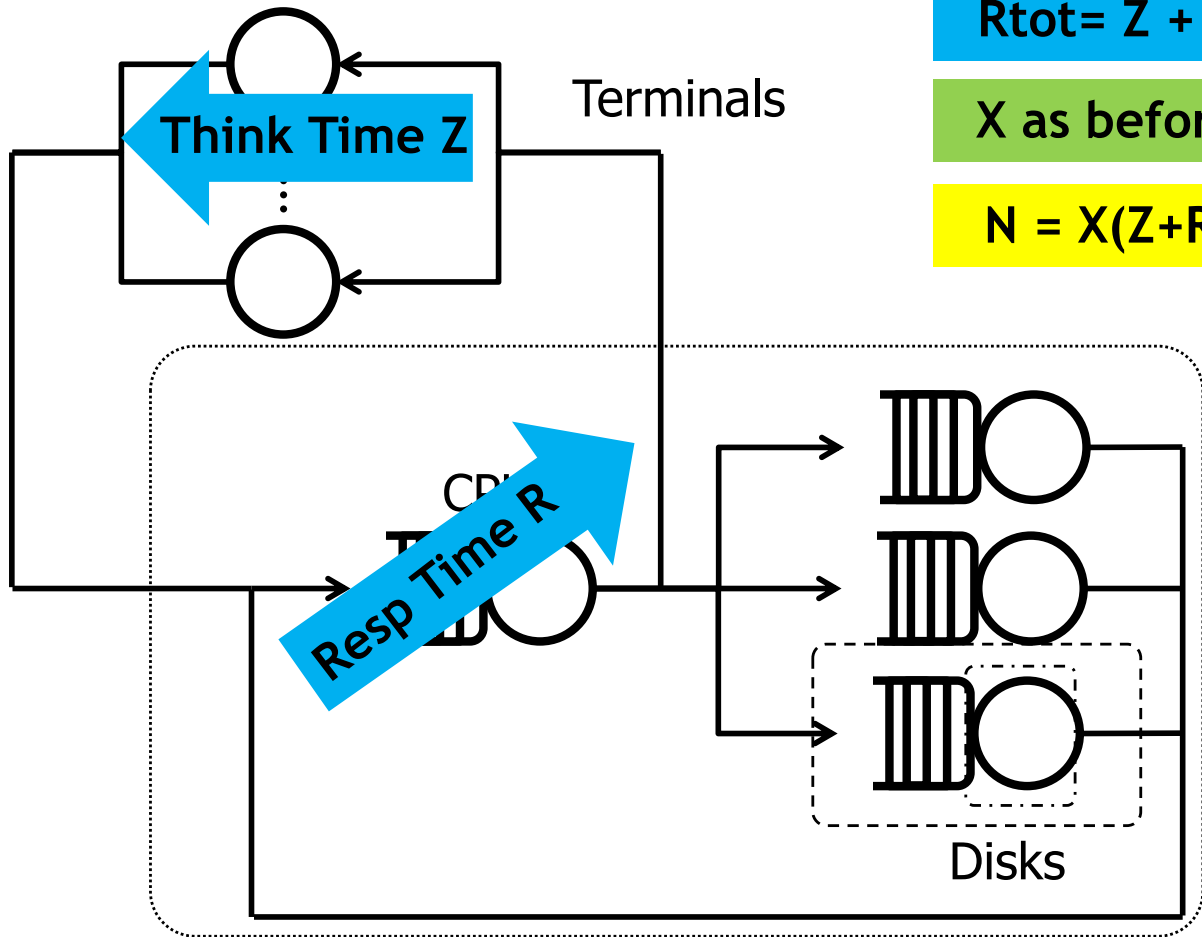 Rtot= Z +
Terminals
X as befor
Think Time Z
N = X(Z+R
Resp Time R
Disks